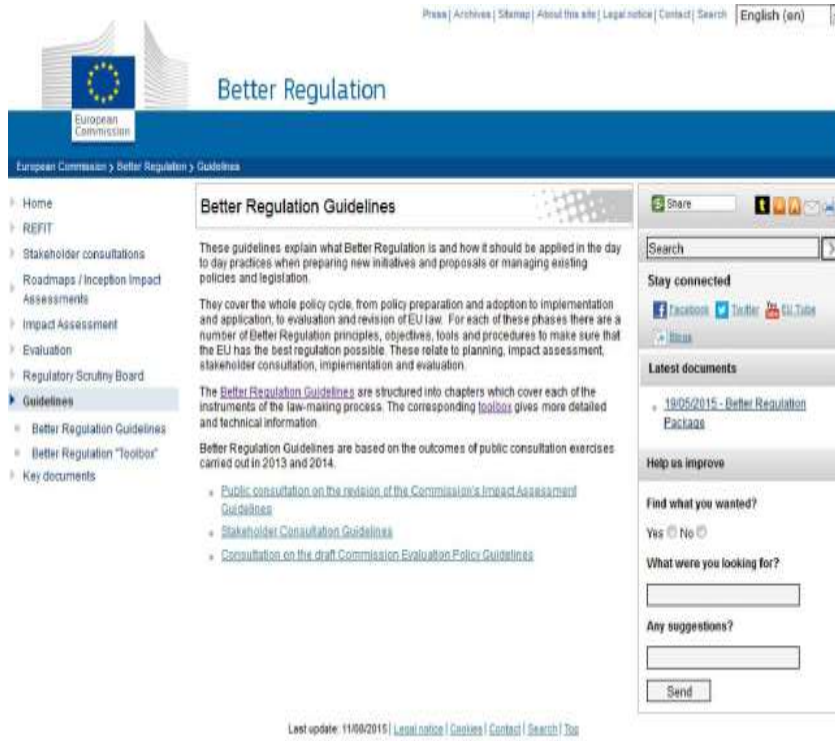 Press | Archives | Sitemap | About this site | Legal notice | Contact | Search
English (en)
European
Commission
Better Regulation
European Commission > Better Regulation > Guidelines
Home
REFIT
Stakeholder consultations
Roadmaps / Inception Impact
Assessments
Impact Assessment
Evaluation
Regulatory Scrutiny Board
Guidelines
Better Regulation Guidelines
Better Regulation "Toolbox"
Key documents
Better Regulation Guidelines
These guidelines explain what Better Regulation is and how it should be applied in the day
to day practices when preparing new initiatives and proposals or managing existing
policies and legislation.
They cover the whole policy cycle, from policy preparation and adoption to implementation
and application, to evaluation and revision of EU law. For each of these phases there are a
number of Better Regulation principles, objectives, tools and procedures to make sure that
the EU has the best regulation possible. These relate to planning, impact assessment,
stakeholder consultation, implementation and evaluation.
The Better Regulation Guidelines are structured into chapters which cover each of the
instruments of the law-making process. The corresponding toolbox gives more detailed
and technical information.
Better Regulation Guidelines are based on the outcomes of public consultation exercises
carried out in 2013 and 2014.
Public consultation on the revision of the Commission's Impact Assessment
Guidelines
Stakeholder Consultation Guidelines
Consultation on the draft Commission Evaluation Policy Guidelines
Share
t
Search
Stay connected
Facebook Twitter EU Tube
Latest documents
19/05/2015 - Better Regulation
Package
Help us improve
Find what you wanted?
Yes No
What were you looking for?
Any suggestions?
Send
Last update: 11/08/2015 | Legal notice | Cookies | Contact | Search | Top